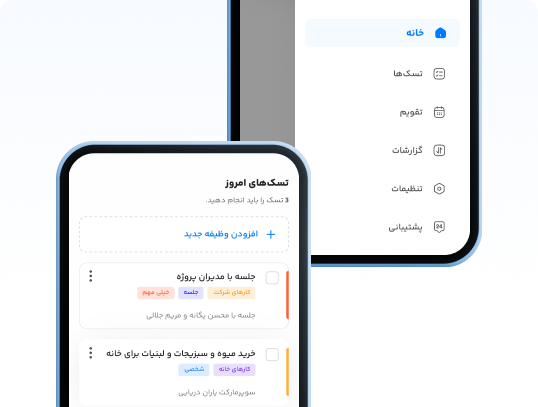 خانه
تسک‌ها
تقویم
گزارشات
تنظیمات
24 پشتیبانی
تسک‌های امروز
3 تسک را باید انجام دهید.
افزودن وظیفه جدید +
جلسه با مدیران پروژه
کارهای شرکت جلسه خیلی مهم
جلسه با محسن یگانه و مریم جلالی
خرید میوه و سبزیجات و لبنیات برای خانه
کارهای خانه شخصی
سوپرمارکت یاران دریایی